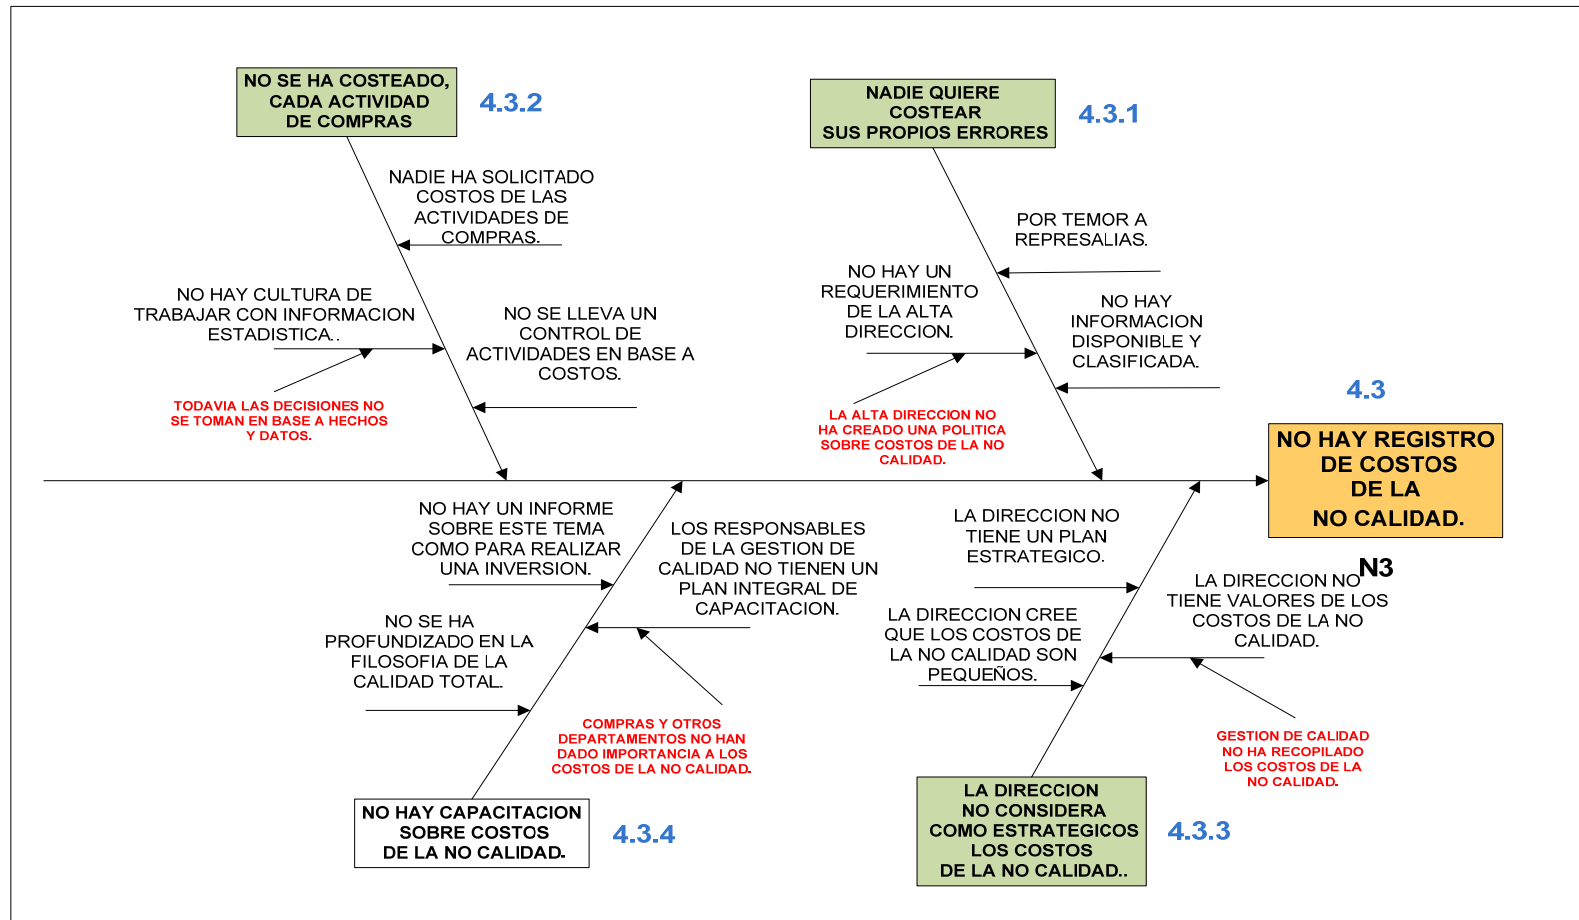 NO SE HA COSTEADO,
CADA ACTIVIDAD
DE COMPRAS
4.3.2
NADIE QUIERE
COSTEAR
SUS PROPIOS ERRORES
4.3.1
NADIE HA SOLICITADO
COSTOS DE LAS
ACTIVIDADES DE
COMPRAS.
POR TEMOR A
REPRESALIAS.
NO HAY CULTURA DE
TRABAJAR CON INFORMACION
ESTADISTICA..
NO SE LLEVA UN
CONTROL DE
ACTIVIDADES EN BASE A
COSTOS.
NO HAY UN
REQUERIMIENTO
DE LA ALTA
DIRECCION.
NO HAY
INFORMACION
DISPONIBLE Y
CLASIFICADA.
TODAVIA LAS DECISIONES NO
SE TOMAN EN BASE A HECHOS
Y DATOS.
LA ALTA DIRECCION NO
HA CREADO UNA POLITICA
SOBRE COSTOS DE LA NO
CALIDAD.
4.3
NO HAY REGISTRO
DE COSTOS
DE LA
NO CALIDAD.
N3
NO HAY UN INFORME
SOBRE ESTE TEMA
COMO PARA REALIZAR
UNA INVERSION.
LOS RESPONSABLES
DE LA GESTION DE
CALIDAD NO TIENEN UN
PLAN INTEGRAL DE
CAPACITACION.
LA DIRECCION NO
TIENE UN PLAN
ESTRATEGICO.
LA DIRECCION NO
TIENE VALORES DE LOS
COSTOS DE LA NO
CALIDAD.
NO SE HA
PROFUNDIZADO EN LA
FILOSOFIA DE LA
CALIDAD TOTAL.
LA DIRECCION CREE
QUE LOS COSTOS DE
LA NO CALIDAD SON
PEQUEÑOS.
COMPRAS Y OTROS
DEPARTAMENTOS NO HAN
DADO IMPORTANCIA A LOS
COSTOS DE LA NO CALIDAD.
GESTION DE CALIDAD
NO HA RECOPILADO
LOS COSTOS DE LA
NO CALIDAD.
NO HAY CAPACITACION
SOBRE COSTOS
DE LA NO CALIDAD.
4.3.4
LA DIRECCION
NO CONSIDERA
COMO ESTRATEGICOS
LOS COSTOS
DE LA NO CALIDAD..
4.3.3